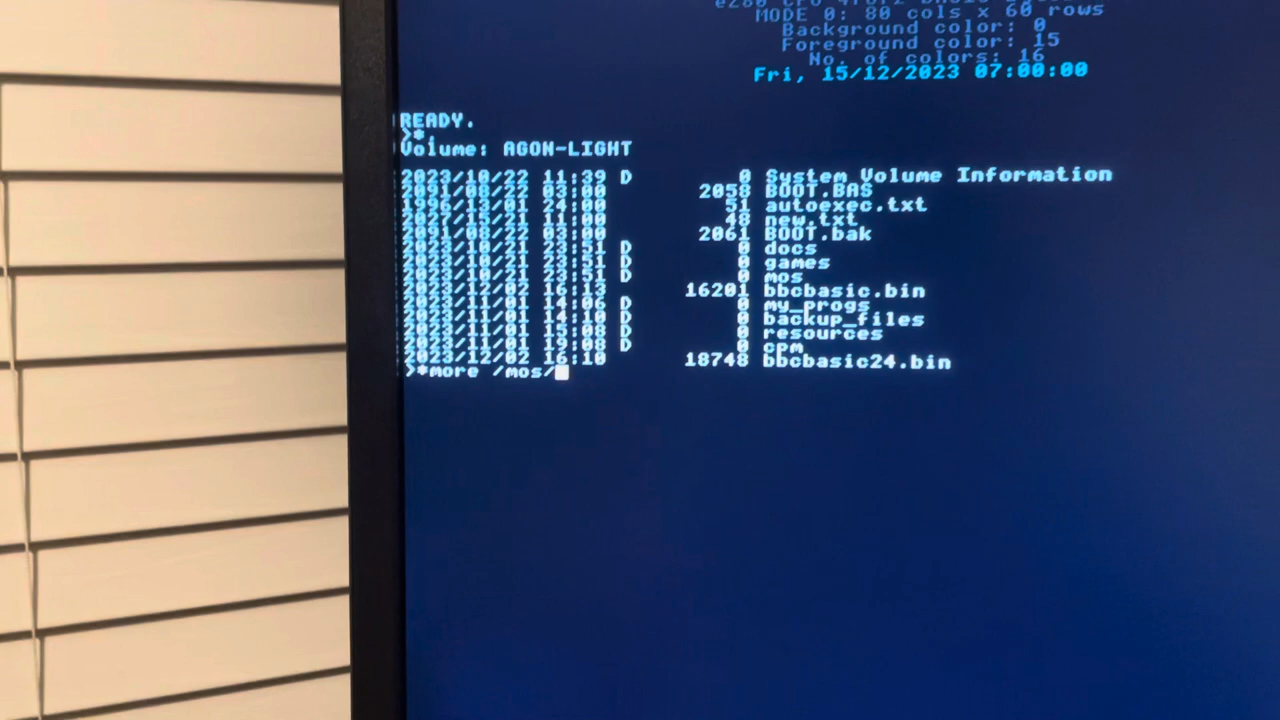 MODE 0: 80 cols x 60 rows
Background color: 0
Foreground color: 15
No. of colors: 16
Fri, 15/12/2023 07:00:00
READY.
>*.
Volume: AGON-LIGHT
2023/10/22 11:39 D 0 System Volume Information
2091/08/22 03:00 2058 BOOT.BAS
1996/13/01 24:00 51 autoexec.txt
2027/15/21 11:00 48 new.txt
2091/08/22 03:00 2061 BOOT.bak
2023/10/21 23:51 D 0 docs
2023/10/21 23:51 D 0 games
2023/10/21 23:51 D 0 mos
2023/12/02 16:13 16201 bbcbasic.bin
2023/11/01 14:06 D 0 my_progs
2023/11/01 14:10 D 0 backup_files
2023/11/01 15:08 D 0 resources
2023/11/01 19:08 D 0 cpm
2023/12/02 16:10 18748 bbcbasic24.bin
>*more /mos/